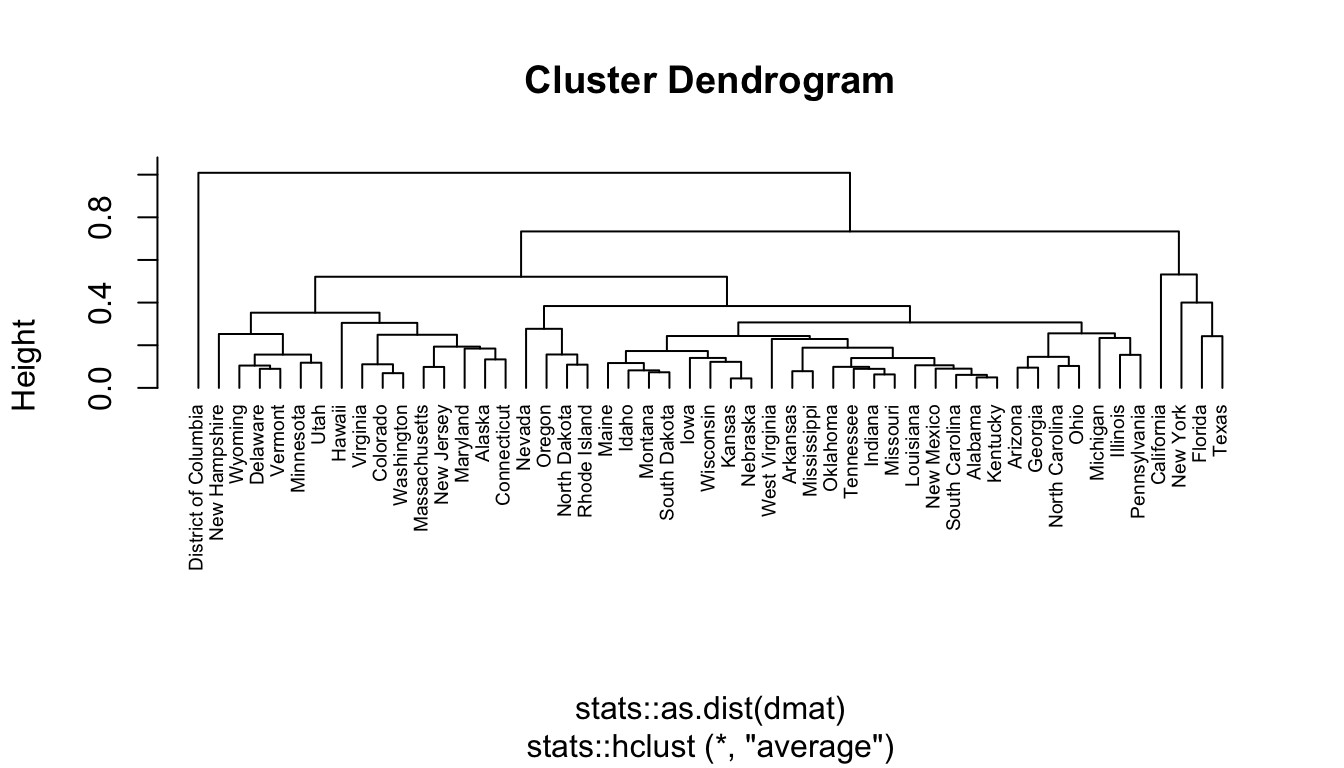 Cluster Dendrogram
Height
0.0
0.4
0.8
District of Columbia
New Hampshire
Wyoming
Delaware
Vermont
Minnesota
Utah
Hawaii
Virginia
Colorado
Washington
Massachusetts
New Jersey
Maryland
Alaska
Connecticut
Nevada
Oregon
North Dakota
Rhode Island
Maine
Idaho
Montana
South Dakota
Iowa
Wisconsin
Kansas
Nebraska
West Virginia
Arkansas
Mississippi
Oklahoma
Tennessee
Indiana
Missouri
Louisiana
New Mexico
South Carolina
Alabama
Kentucky
Arizona
Georgia
North Carolina
Ohio
Michigan
Illinois
Pennsylvania
California
New York
Florida
Texas
stats::as.dist(dmat)
stats::hclust (*, "average")